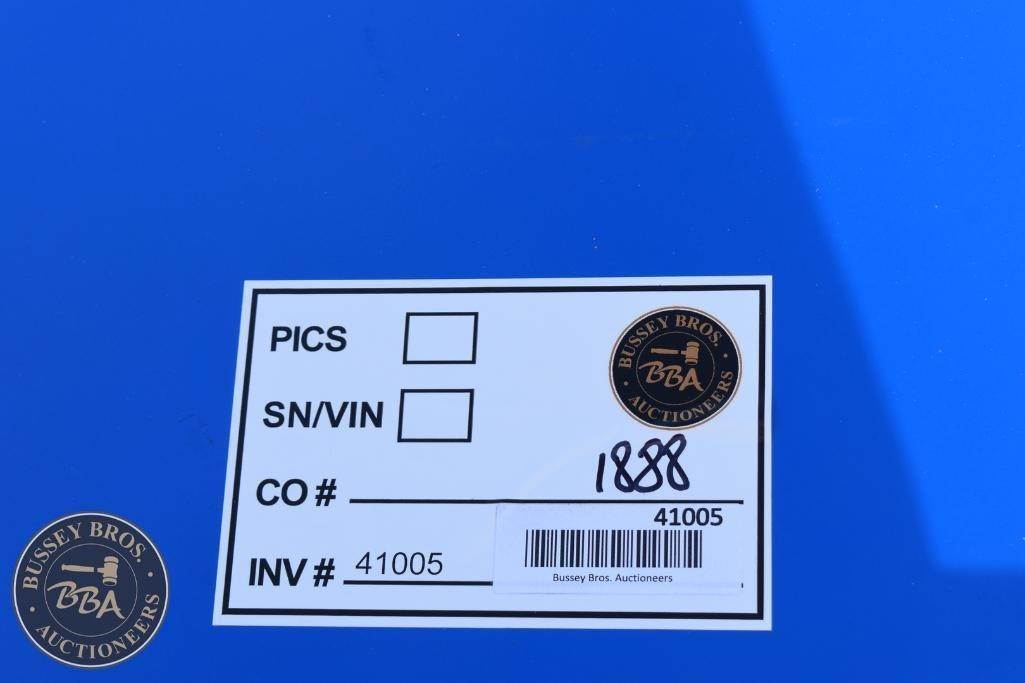 PICS
BUSSEY BROS.
BBA
AUCTIONEERS
SN/VIN
1888
CO #
41005
INV # 41005
Bussey Bros. Auctioneers
BUSSEY BROS.
BBA
AUCTIONEERS